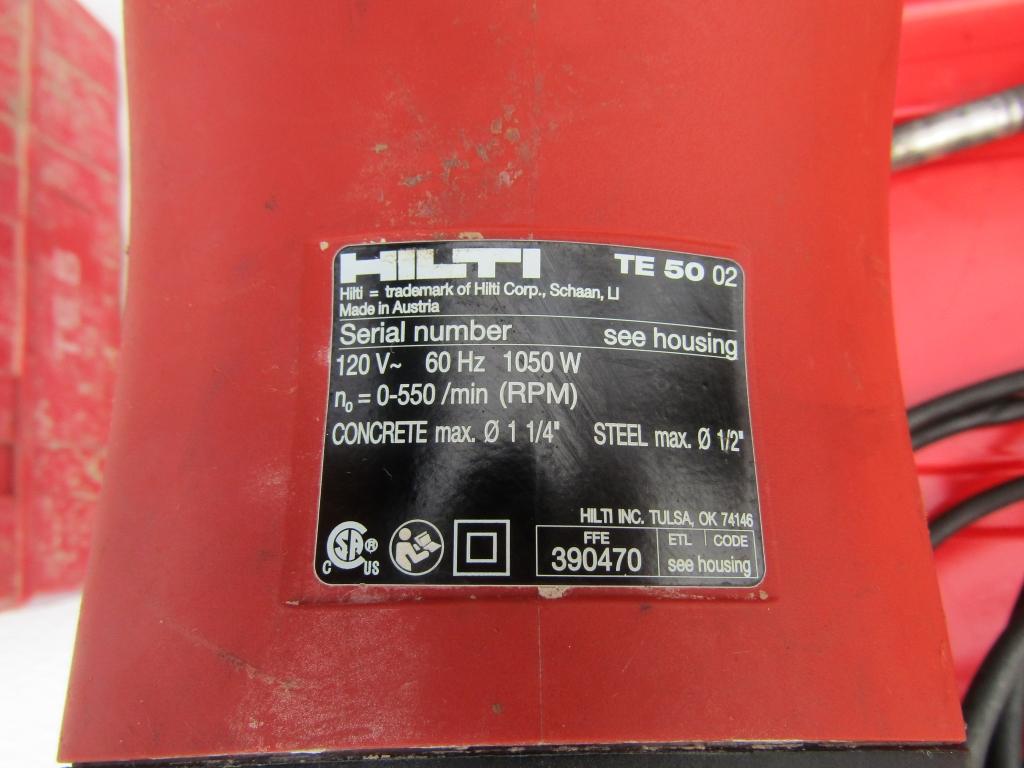 HILTI TE 50 02
Hilti = trademark of Hilti Corp., Schaan, LI
Made in Austria
Serial number see housing
120 V~ 60 Hz 1050 W
n₀ = 0-550 /min (RPM)
CONCRETE max. Ø 1 1/4" STEEL max. Ø 1/2"
HILTI INC. TULSA, OK 74146
C SA® US
FFE ETL CODE
390470 see housing